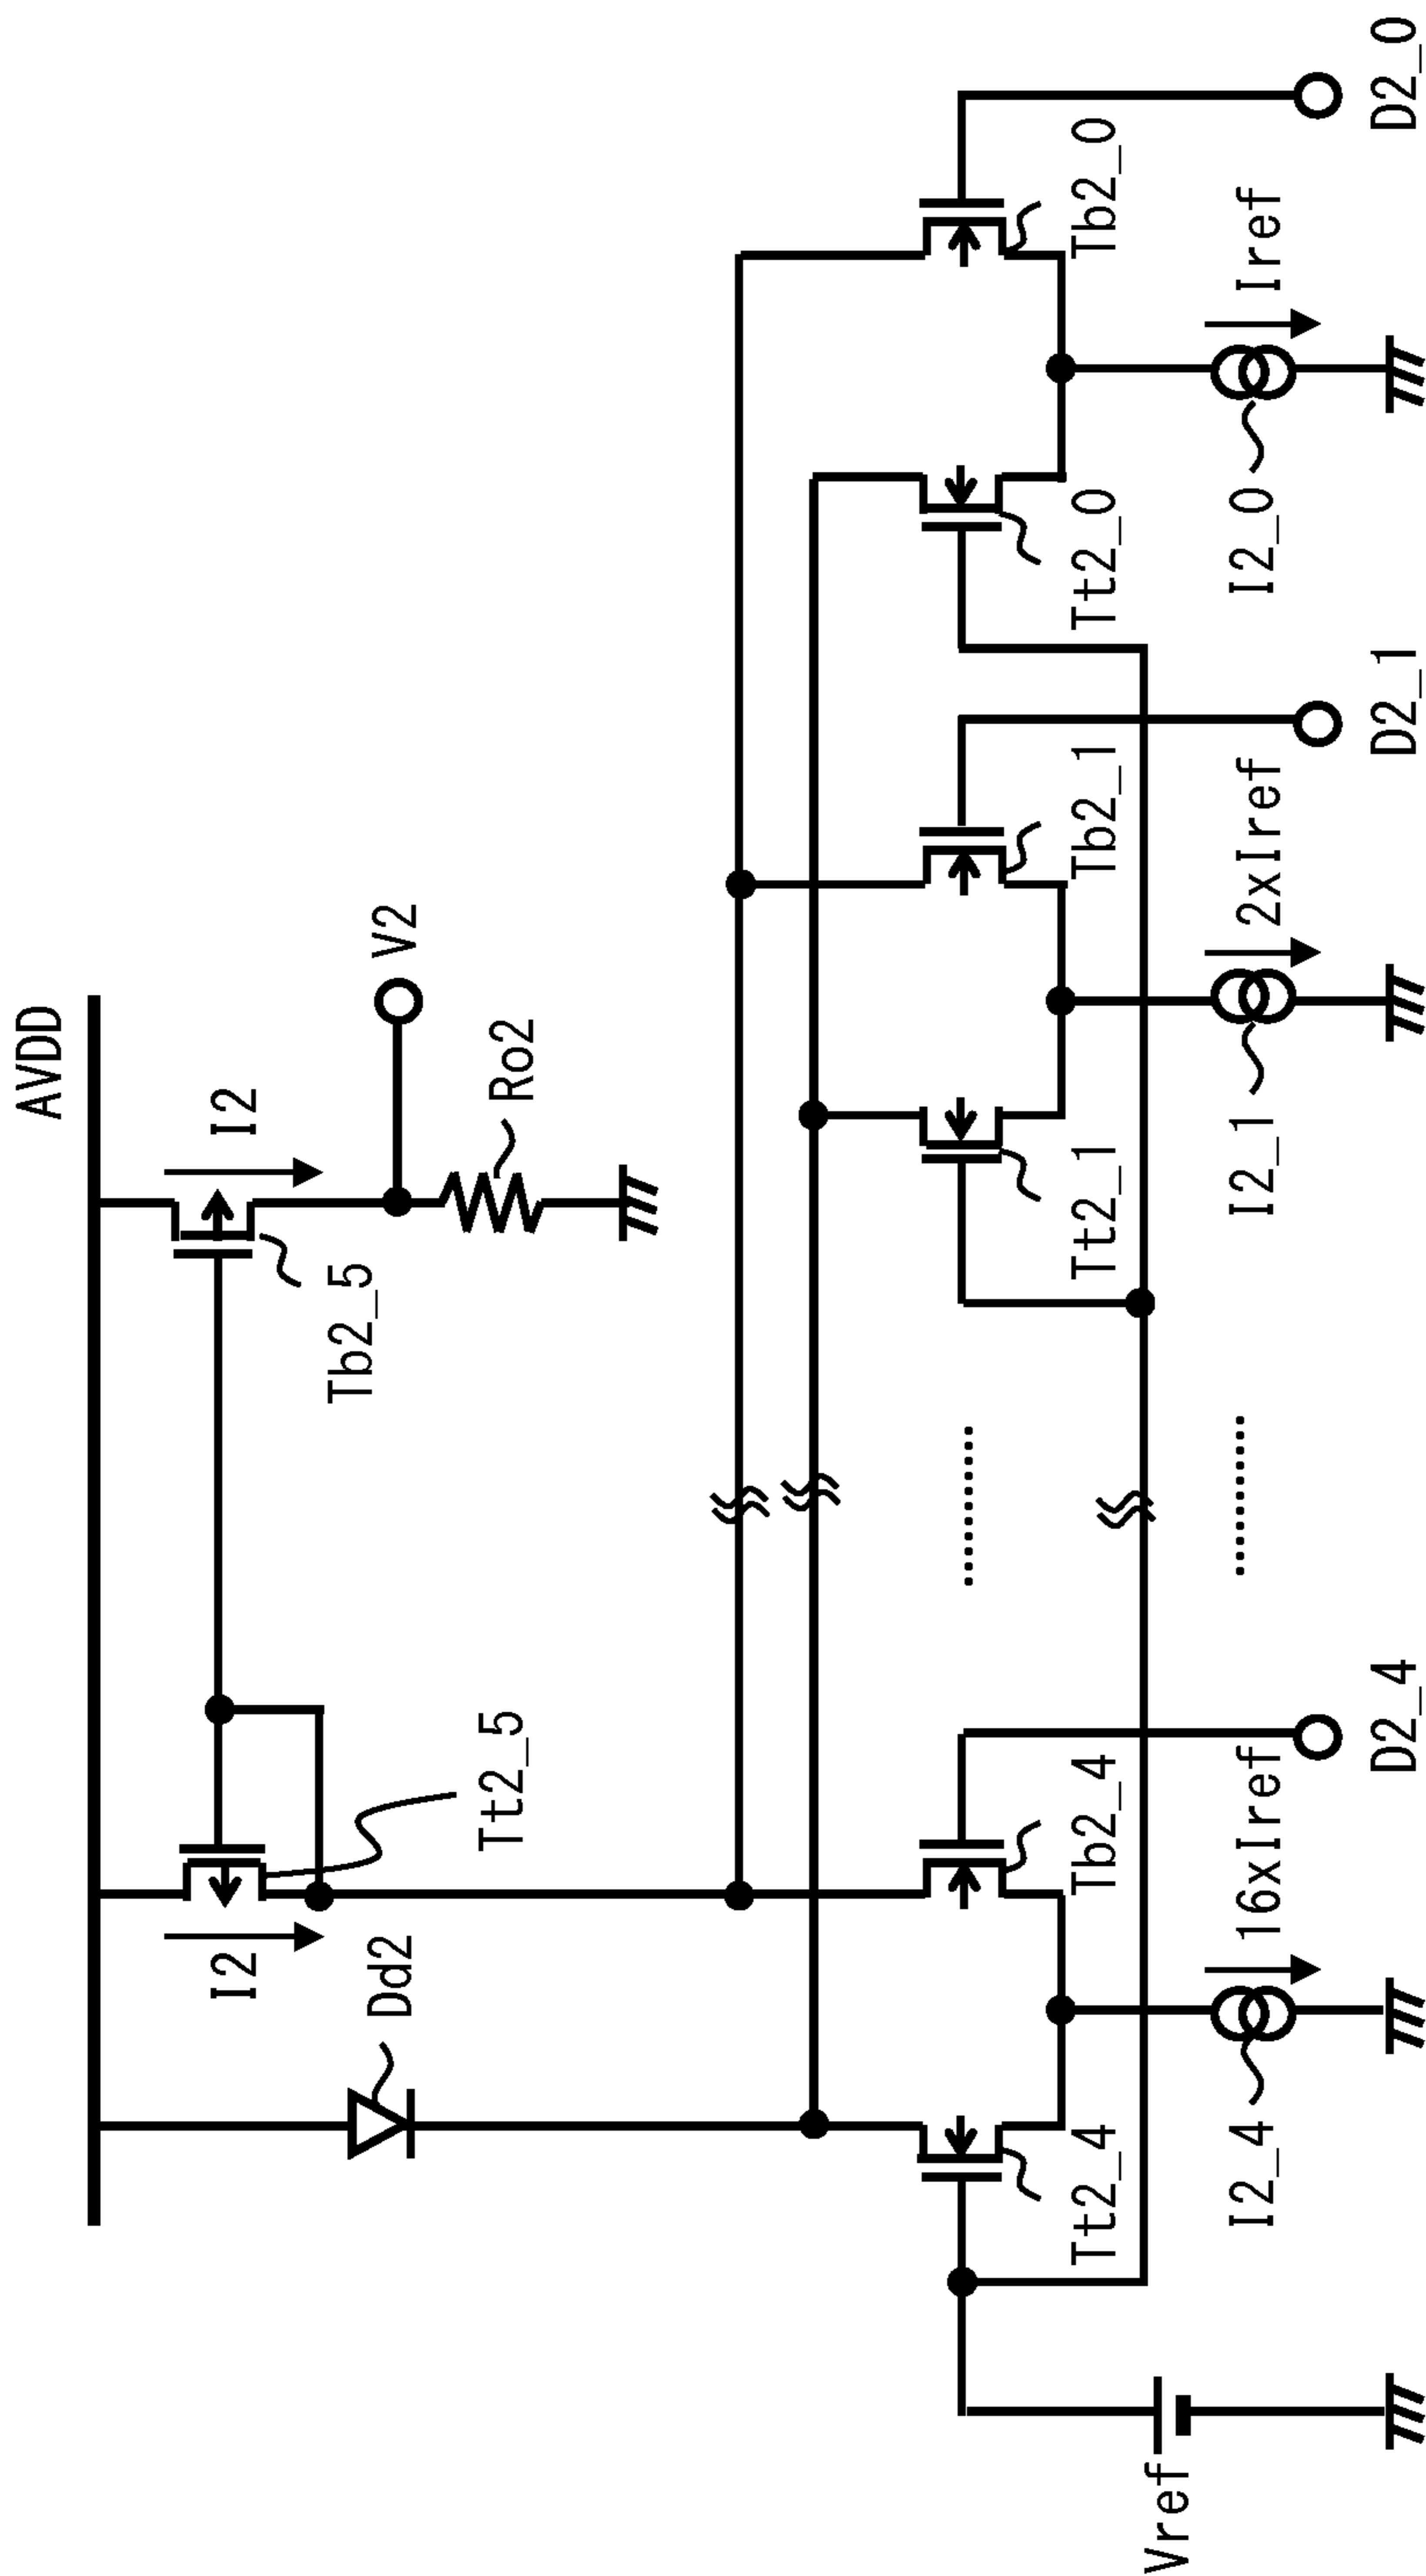 AVDD
I2
I2
Tb2_5
V2
Ro2
Tt2_5
Dd2
Tt2_4
Tb2_4
Tt2_1
Tb2_1
Tt2_0
Tb2_0
Vref
I2_4
16xIref
I2_1
2xIref
I2_0
Iref
D2_4
D2_1
D2_0
............
............